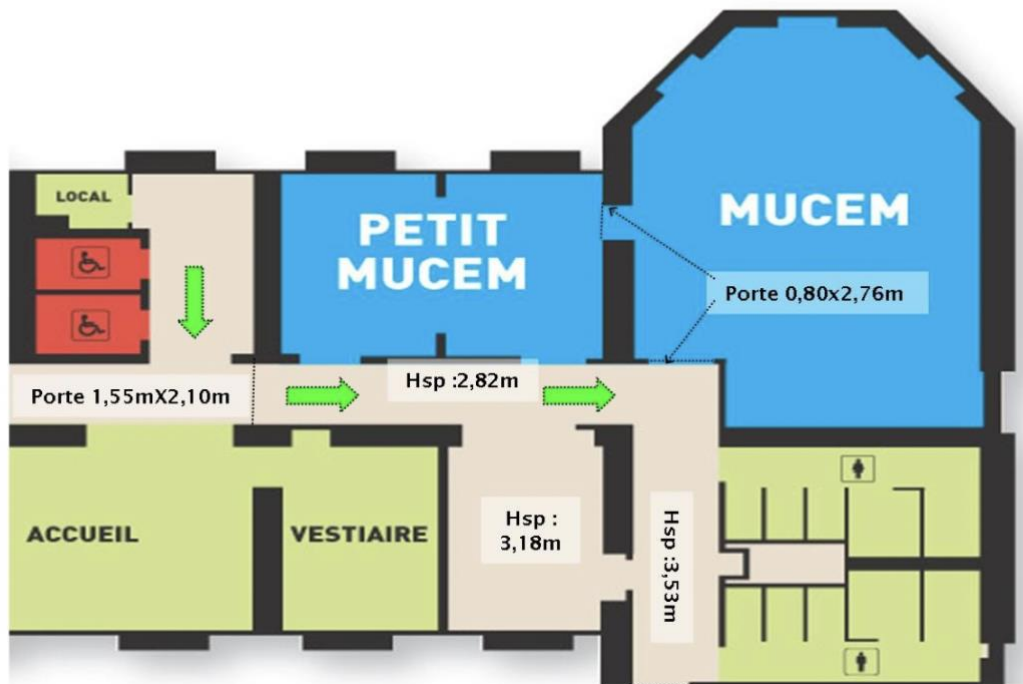 LOCAL
PETIT
MUCEM
MUCEM
Porte 0,80x2,76m
Porte 1,55mX2,10m
Hsp :2,82m
ACCUEIL
VESTIAIRE
Hsp :
3,18m
Hsp :3,53m